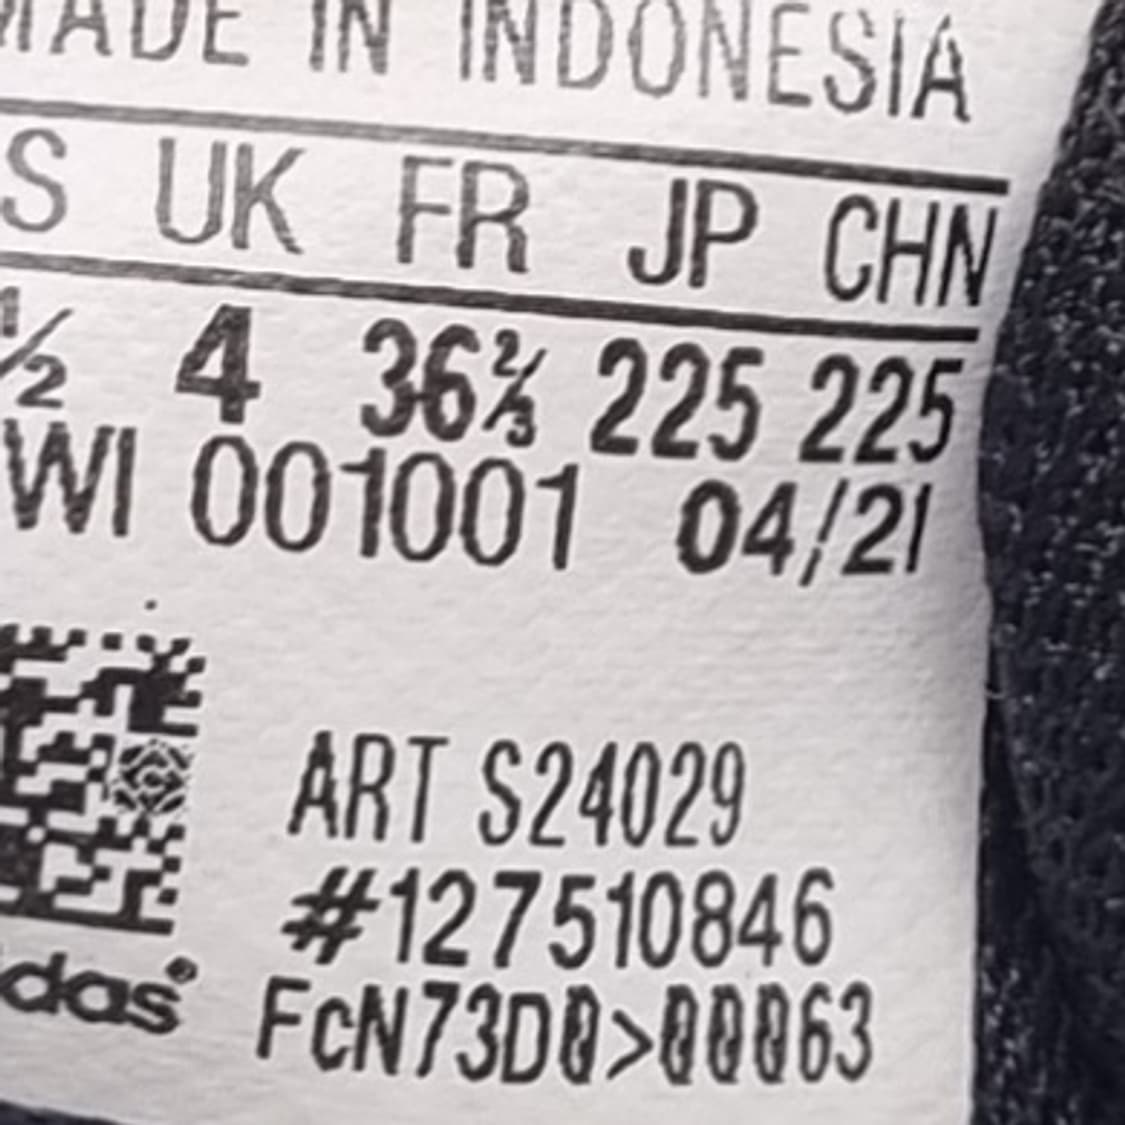 MADE IN INDONESIA
S UK FR JP CHN
½ 4 36⅔ 225 225
WI 001001 04/21
ART S24029
#127510846
das®
FcN73D0>00063